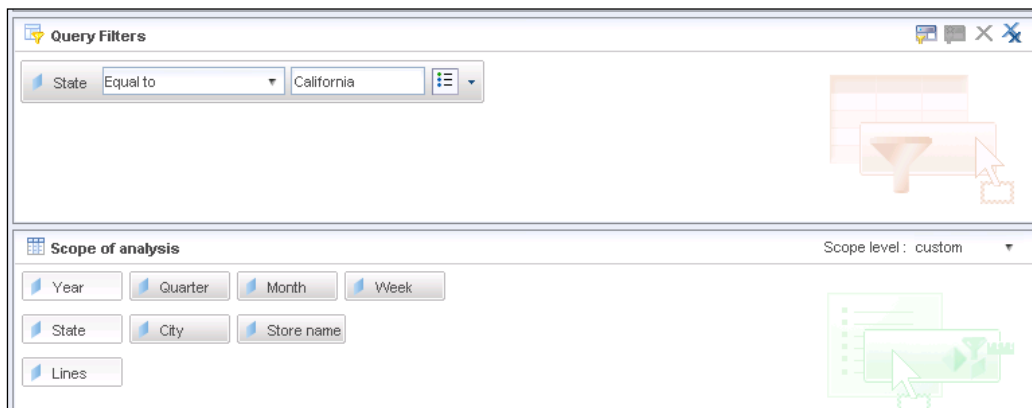 Query Filters
State Equal to California
Scope of analysis Scope level : custom
Year Quarter Month Week
State City Store name
Lines